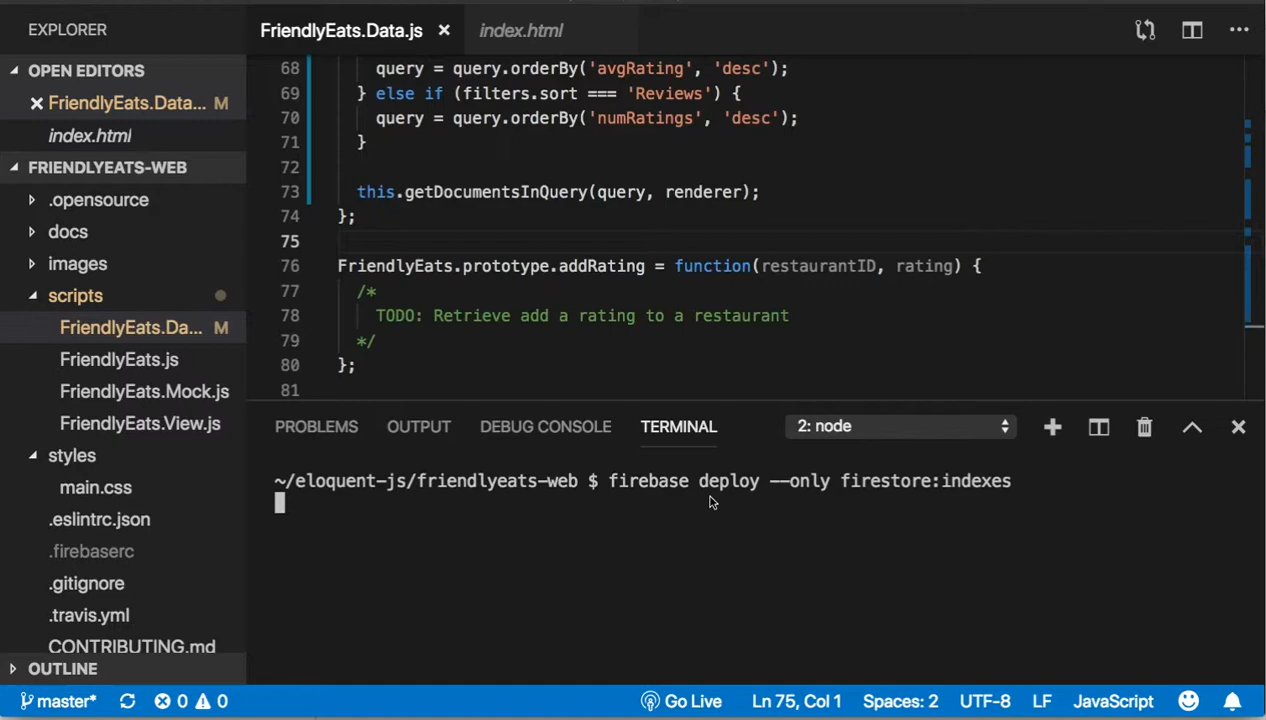 EXPLORER
OPEN EDITORS
FriendlyEats.Data... M
index.html
FRIENDLYEATS-WEB
.opensource
docs
images
scripts
FriendlyEats.Da... M
FriendlyEats.js
FriendlyEats.Mock.js
FriendlyEats.View.js
styles
main.css
.eslintrc.json
.firebaserc
.gitignore
.travis.yml
CONTRIBUTING.md
OUTLINE
FriendlyEats.Data.js index.html
68 query = query.orderBy('avgRating', 'desc');
69 } else if (filters.sort === 'Reviews') {
70 query = query.orderBy('numRatings', 'desc');
71 }
72
73 this.getDocumentsInQuery(query, renderer);
74 };
75
76 FriendlyEats.prototype.addRating = function(restaurantID, rating) {
77 /*
78 TODO: Retrieve add a rating to a restaurant
79 */
80 };
81
PROBLEMS OUTPUT DEBUG CONSOLE TERMINAL 2: node
~/eloquent-js/friendlyeats-web $ firebase deploy --only firestore:indexes
master* 0 0 Go Live Ln 75, Col 1 Spaces: 2 UTF-8 LF JavaScript